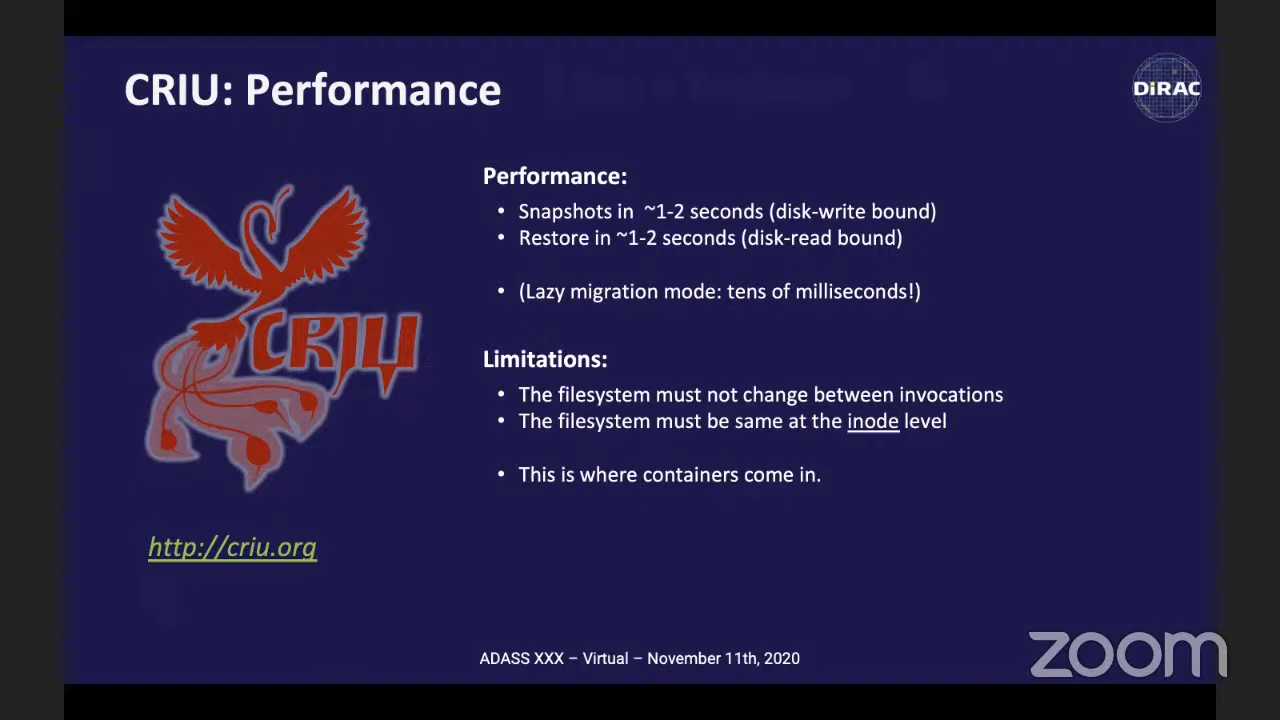 CRIU: Performance
DiRAC
Performance:
• Snapshots in ~1-2 seconds (disk-write bound)
• Restore in ~1-2 seconds (disk-read bound)
• (Lazy migration mode: tens of milliseconds!)
CRIU
Limitations:
• The filesystem must not change between invocations
• The filesystem must be same at the inode level
• This is where containers come in.
http://criu.org
ADASS XXX – Virtual – November 11th, 2020
zoom